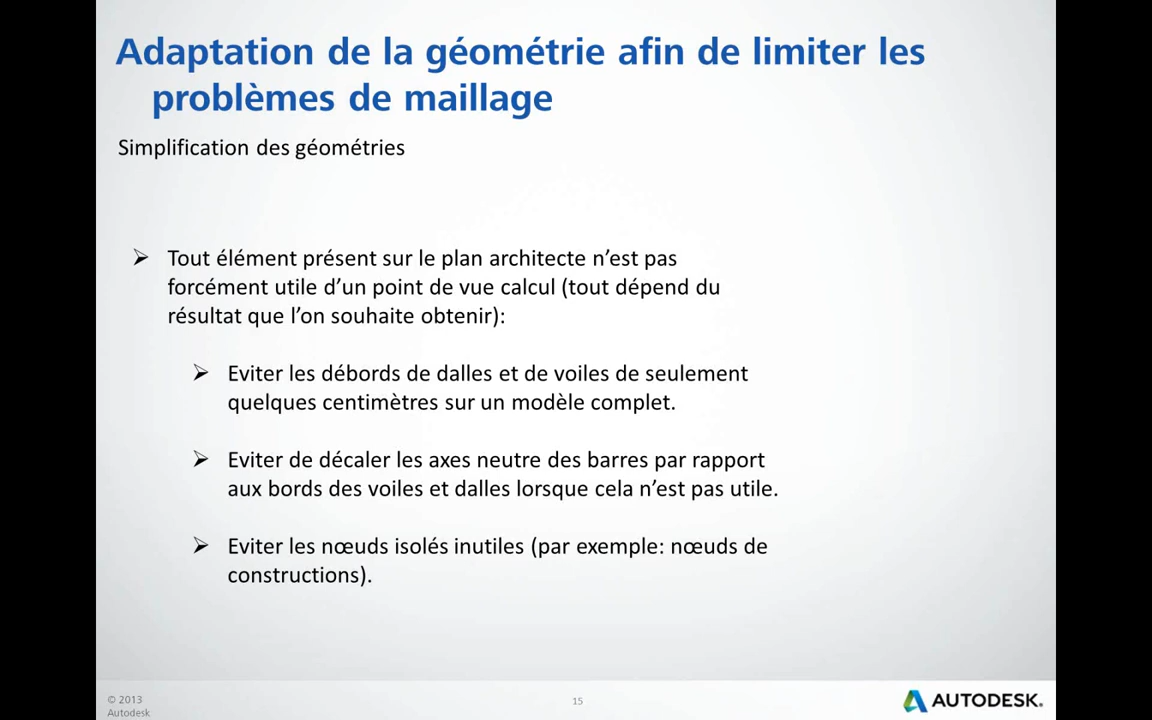 Adaptation de la géométrie afin de limiter les
problèmes de maillage
Simplification des géométries
Tout élément présent sur le plan architecte n’est pas
forcément utile d’un point de vue calcul (tout dépend du
résultat que l’on souhaite obtenir):
Eviter les débords de dalles et de voiles de seulement
quelques centimètres sur un modèle complet.
Eviter de décaler les axes neutre des barres par rapport
aux bords des voiles et dalles lorsque cela n’est pas utile.
Eviter les nœuds isolés inutiles (par exemple: nœuds de
constructions).
© 2013
Autodesk
15
AUTODESK.